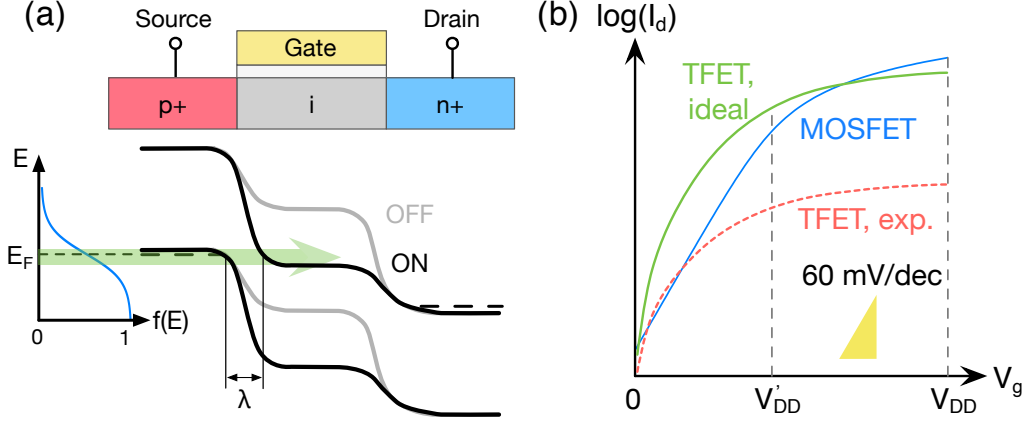 (a)
Source
Drain
Gate
p+
i
n+
E
OFF
E_F
ON
0
1
f(E)
λ
(b)
log(I_d)
TFET,
ideal
MOSFET
TFET, exp.
60 mV/dec
0
V'_DD
V_DD
V_g